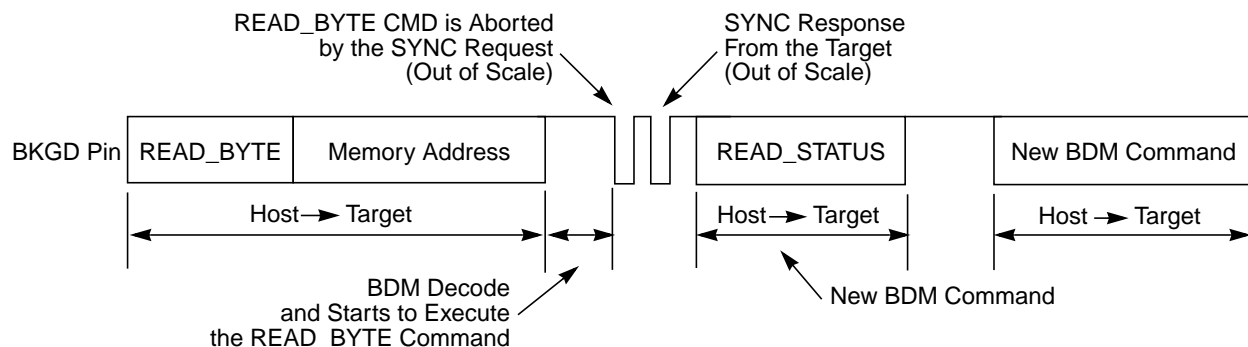 READ_BYTE CMD is Aborted
by the SYNC Request
(Out of Scale)
SYNC Response
From the Target
(Out of Scale)
BKGD Pin
READ_BYTE
Memory Address
READ_STATUS
New BDM Command
Host → Target
Host → Target
Host → Target
BDM Decode
and Starts to Execute
the READ_BYTE Command
New BDM Command